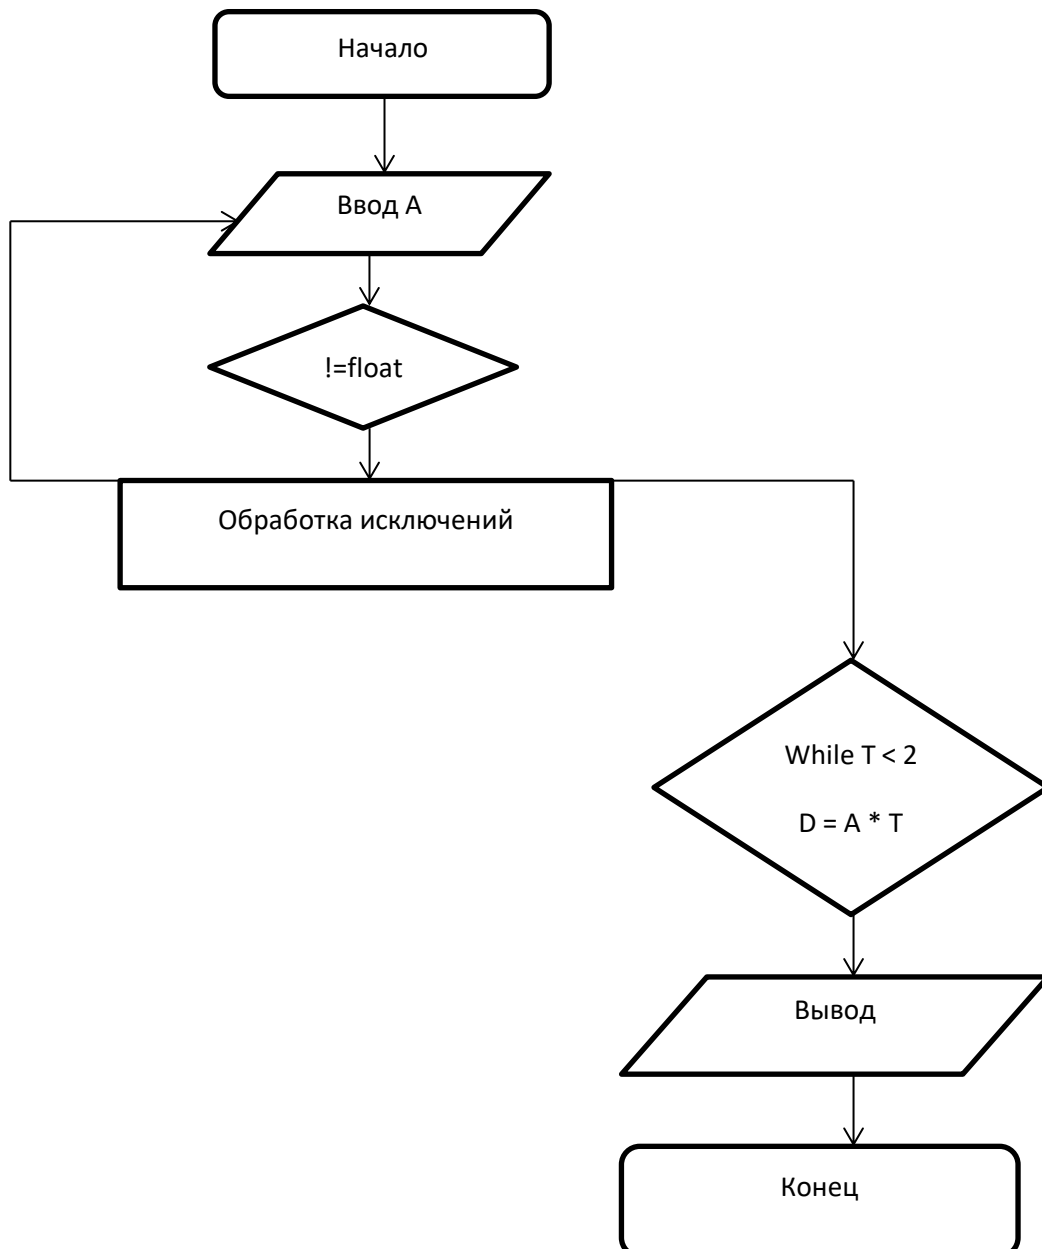 Начало
Ввод А
!=float
Обработка исключений
While T < 2
D = A * T
Вывод
Конец